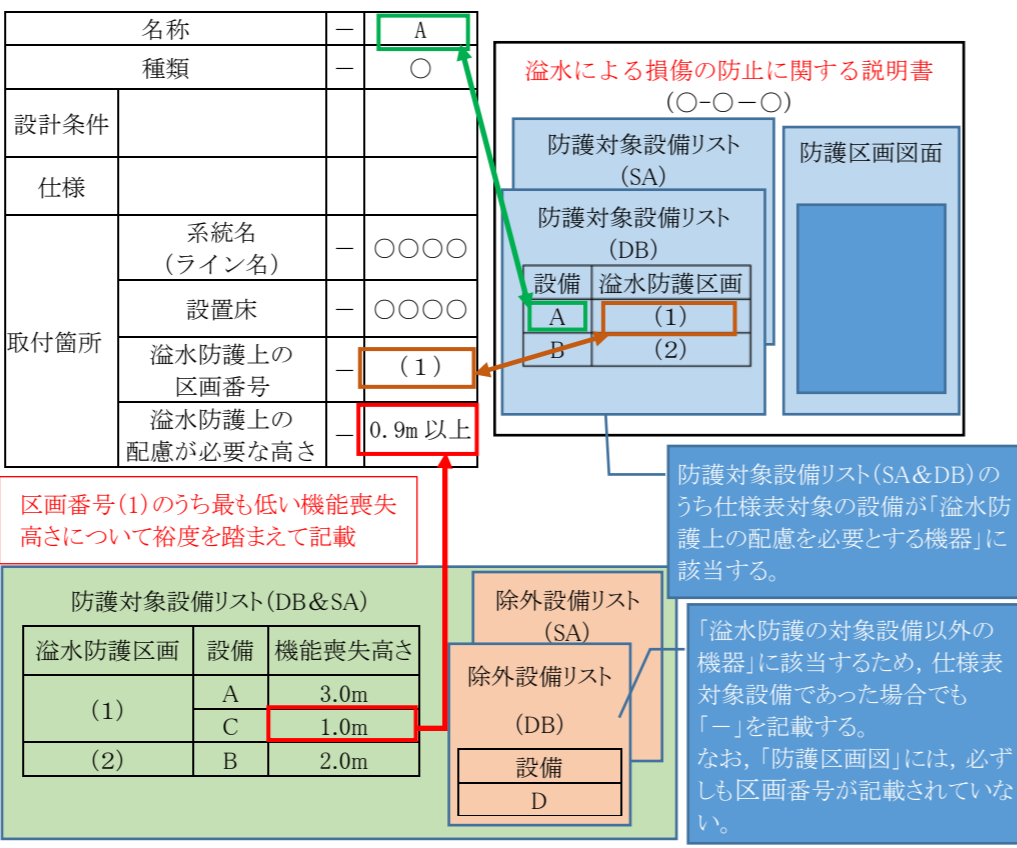 名称 － A
種類 － ○
設計条件
仕様
取付箇所
系統名
(ライン名) － ○○○○
設置床 － ○○○○
溢水防護上の
区画番号 － (1)
溢水防護上の
配慮が必要な高さ － 0.9m 以上
溢水による損傷の防止に関する説明書
(○-○－○)
防護対象設備リスト
(SA)
防護対象設備リスト
(DB)
設備 溢水防護区画
A (1)
B (2)
防護区画図面
区画番号(1)のうち最も低い機能喪失
高さについて裕度を踏まえて記載
防護対象設備リスト(SA&DB)の
うち仕様表対象の設備が「溢水防
護上の配慮を必要とする機器」に
該当する。
防護対象設備リスト(DB&SA)
溢水防護区画 設備 機能喪失高さ
(1) A 3.0m
C 1.0m
(2) B 2.0m
除外設備リスト
(SA)
除外設備リスト
(DB)
設備
D
「溢水防護の対象設備以外の
機器」に該当するため，仕様表
対象設備であった場合でも
「－」を記載する。
なお，「防護区画図」には，必ず
しも区画番号が記載されていな
い。